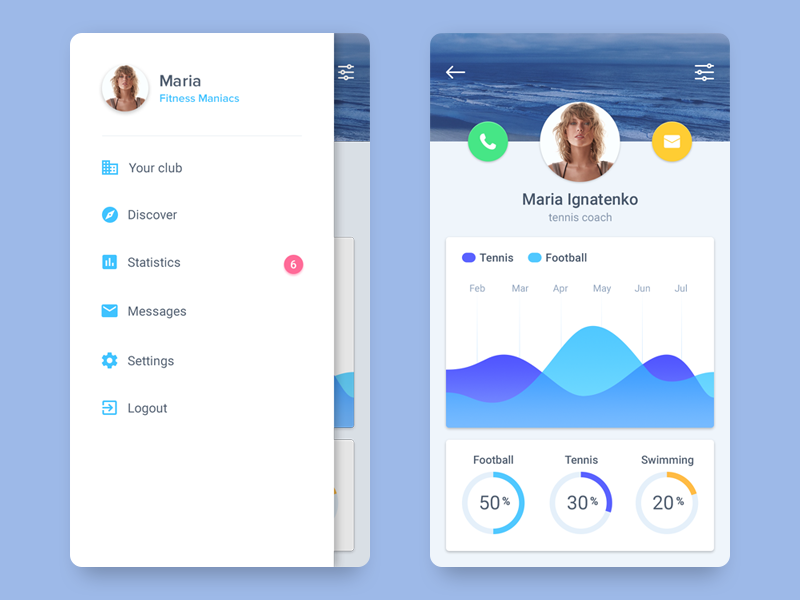 Maria
Fitness Maniacs
Your club
Discover
Statistics
6
Messages
Settings
Logout
Maria Ignatenko
tennis coach
Tennis Football
Feb Mar Apr May Jun Jul
Football Tennis Swimming
50% 30% 20%